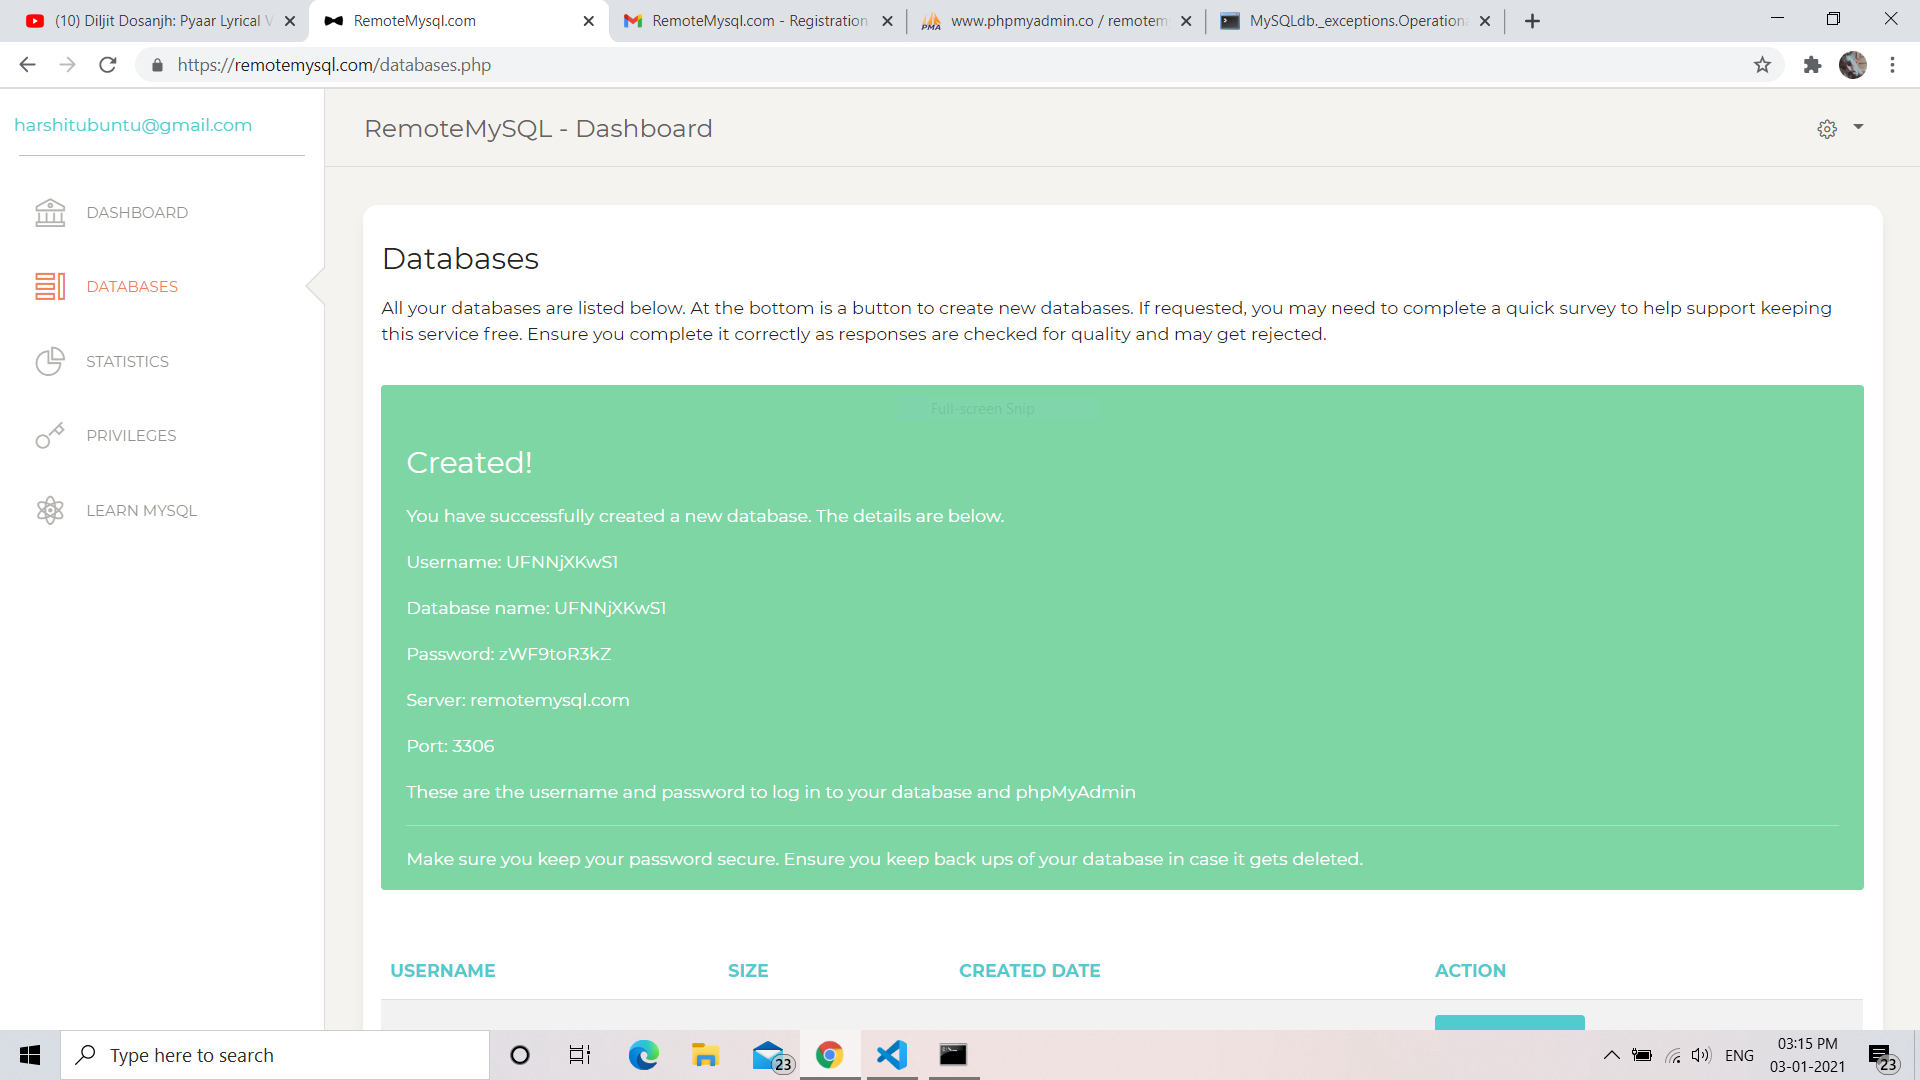 (10) Diljit Dosanjh: Pyaar Lyrical V
RemoteMysql.com
RemoteMysql.com - Registration
www.phpmyadmin.co / remotem
MySQLdb._exceptions.Operationa
https://remotemysql.com/databases.php
harshitubuntu@gmail.com
RemoteMySQL - Dashboard
DASHBOARD
DATABASES
STATISTICS
PRIVILEGES
LEARN MYSQL
Databases
All your databases are listed below. At the bottom is a button to create new databases. If requested, you may need to complete a quick survey to help support keeping
this service free. Ensure you complete it correctly as responses are checked for quality and may get rejected.
Full-screen Snip
Created!
You have successfully created a new database. The details are below.
Username: UFNNjXKwS1
Database name: UFNNjXKwS1
Password: zWF9toR3kZ
Server: remotemysql.com
Port: 3306
These are the username and password to log in to your database and phpMyAdmin
Make sure you keep your password secure. Ensure you keep back ups of your database in case it gets deleted.
USERNAME SIZE CREATED DATE ACTION
Type here to search
23
ENG
03:15 PM
03-01-2021
23